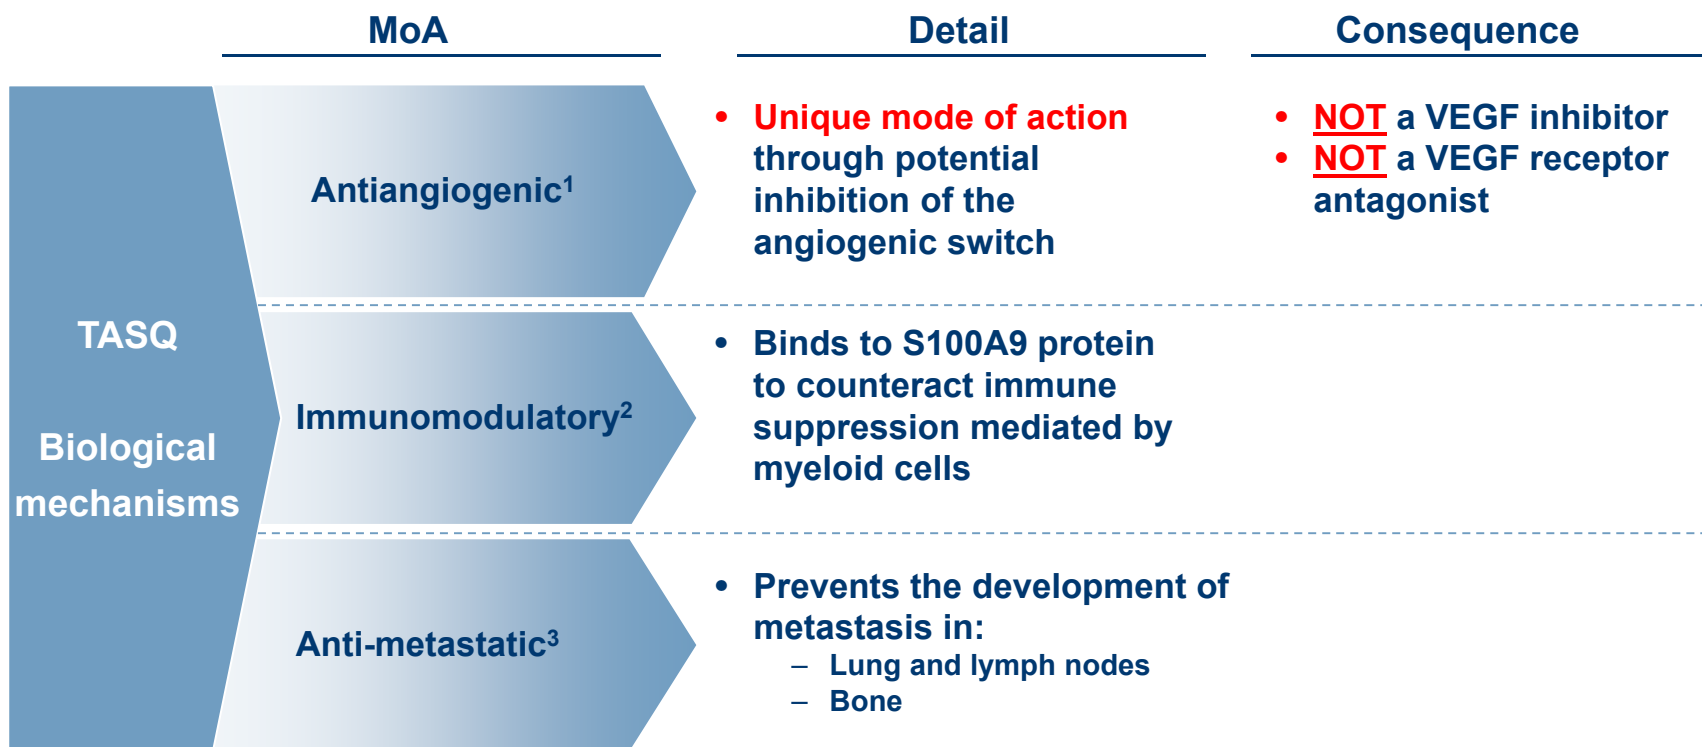 MoA
Detail
Consequence
TASQ
Biological
mechanisms
Antiangiogenic¹
• Unique mode of action
through potential
inhibition of the
angiogenic switch
• NOT a VEGF inhibitor
• NOT a VEGF receptor
antagonist
Immunomodulatory²
• Binds to S100A9 protein
to counteract immune
suppression mediated by
myeloid cells
Anti-metastatic³
• Prevents the development of
metastasis in:
– Lung and lymph nodes
– Bone